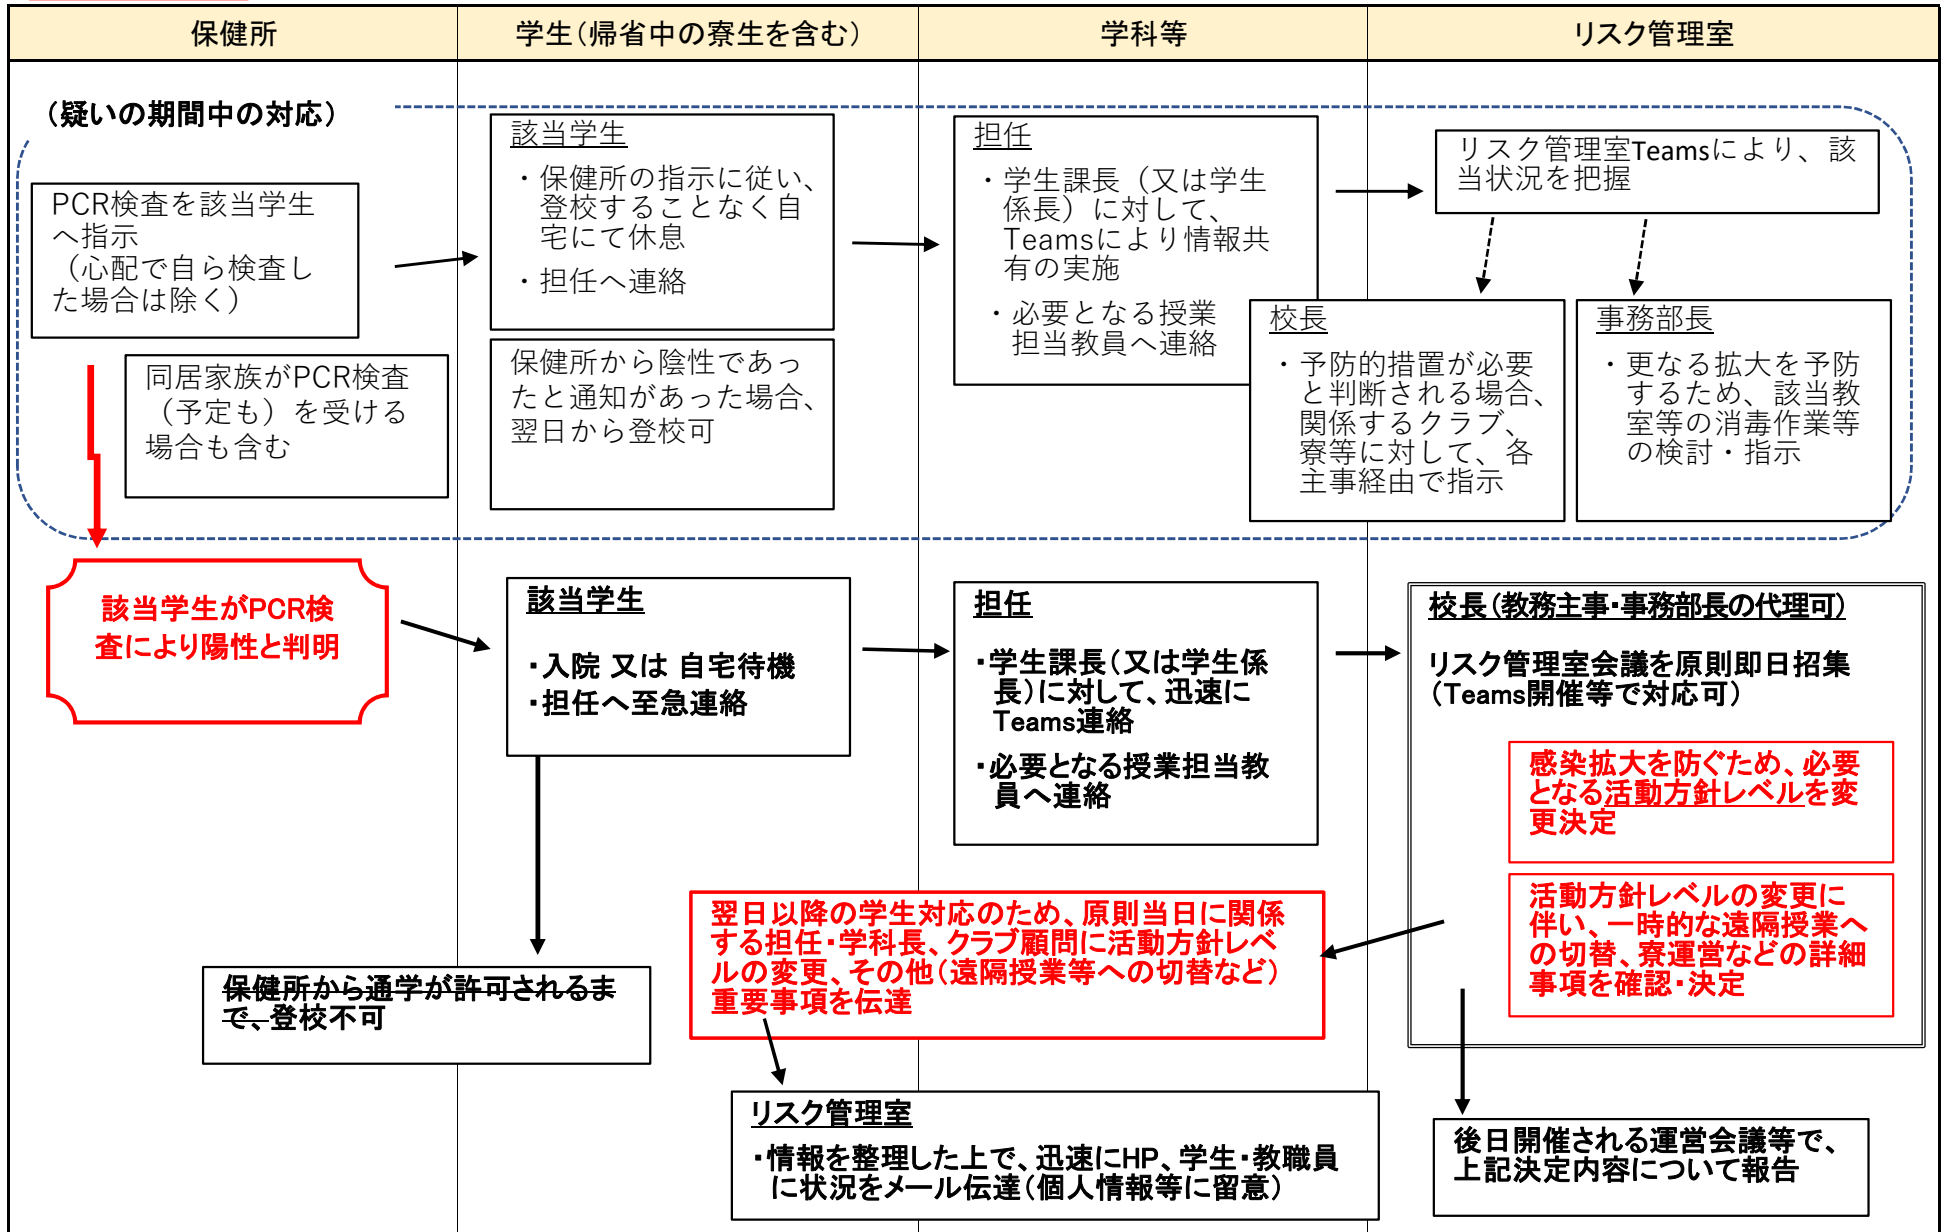 保健所
学生（帰省中の寮生を含む）
学科等
リスク管理室
（疑いの期間中の対応）
PCR検査を該当学生
へ指示
（心配で自ら検査し
た場合は除く）
同居家族がPCR検査
（予定も）を受ける
場合も含む
該当学生
・保健所の指示に従い、
登校することなく自
宅にて休息
・担任へ連絡
保健所から陰性であっ
たと通知があった場合、
翌日から登校可
担任
・学生課長（又は学生
係長）に対して、
Teamsにより情報共
有の実施
・必要となる授業
担当教員へ連絡
リスク管理室Teamsにより、該
当状況を把握
校長
・予防的措置が必要
と判断される場合、
関係するクラブ、
寮等に対して、各
主事経由で指示
事務部長
・更なる拡大を予防
するため、該当教
室等の消毒作業等
の検討・指示
該当学生がPCR検
査により陽性と判明
該当学生
・入院 又は 自宅待機
・担任へ至急連絡
保健所から通学が許可されるま
で、登校不可
担任
・学生課長（又は学生係
長）に対して、迅速に
Teams連絡
・必要となる授業担当教
員へ連絡
校長（教務主事・事務部長の代理可）
リスク管理室会議を原則即日招集
（Teams開催等で対応可）
感染拡大を防ぐため、必要
となる活動方針レベルを変
更決定
活動方針レベルの変更に
伴い、一時的な遠隔授業へ
の切替、寮運営などの詳細
事項を確認・決定
翌日以降の学生対応のため、原則当日に関係
する担任・学科長、クラブ顧問に活動方針レベ
ルの変更、その他（遠隔授業等への切替など）
重要事項を伝達
リスク管理室
・情報を整理した上で、迅速にHP、学生・教職員
に状況をメール伝達（個人情報等に留意）
後日開催される運営会議等で、
上記決定内容について報告